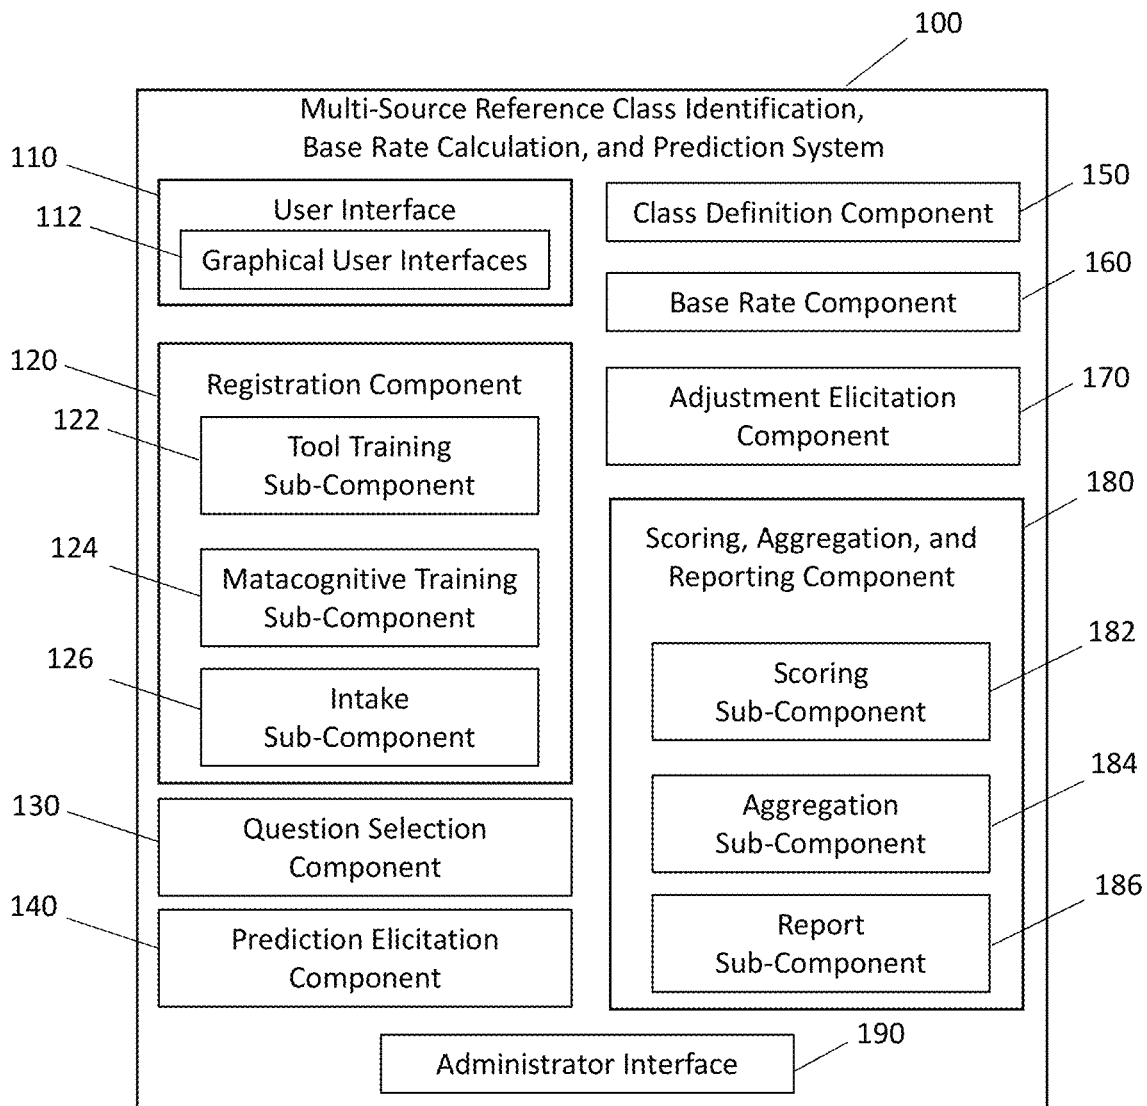 100
Multi-Source Reference Class Identification,
Base Rate Calculation, and Prediction System
110
User Interface
112
Graphical User Interfaces
120
Registration Component
122
Tool Training
Sub-Component
124
Matacognitive Training
Sub-Component
126
Intake
Sub-Component
130
Question Selection
Component
140
Prediction Elicitation
Component
150
Class Definition Component
160
Base Rate Component
170
Adjustment Elicitation
Component
180
Scoring, Aggregation, and
Reporting Component
182
Scoring
Sub-Component
184
Aggregation
Sub-Component
186
Report
Sub-Component
190
Administrator Interface